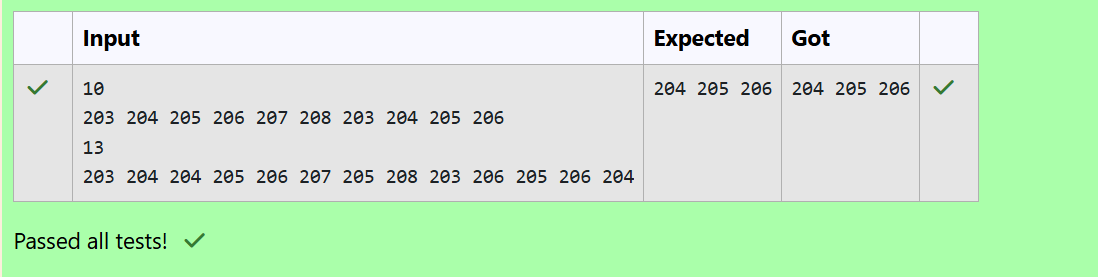 Input Expected Got
10 204 205 206 204 205 206
203 204 205 206 207 208 203 204 205 206
13
203 204 204 205 206 207 205 208 203 206 205 206 204
Passed all tests!